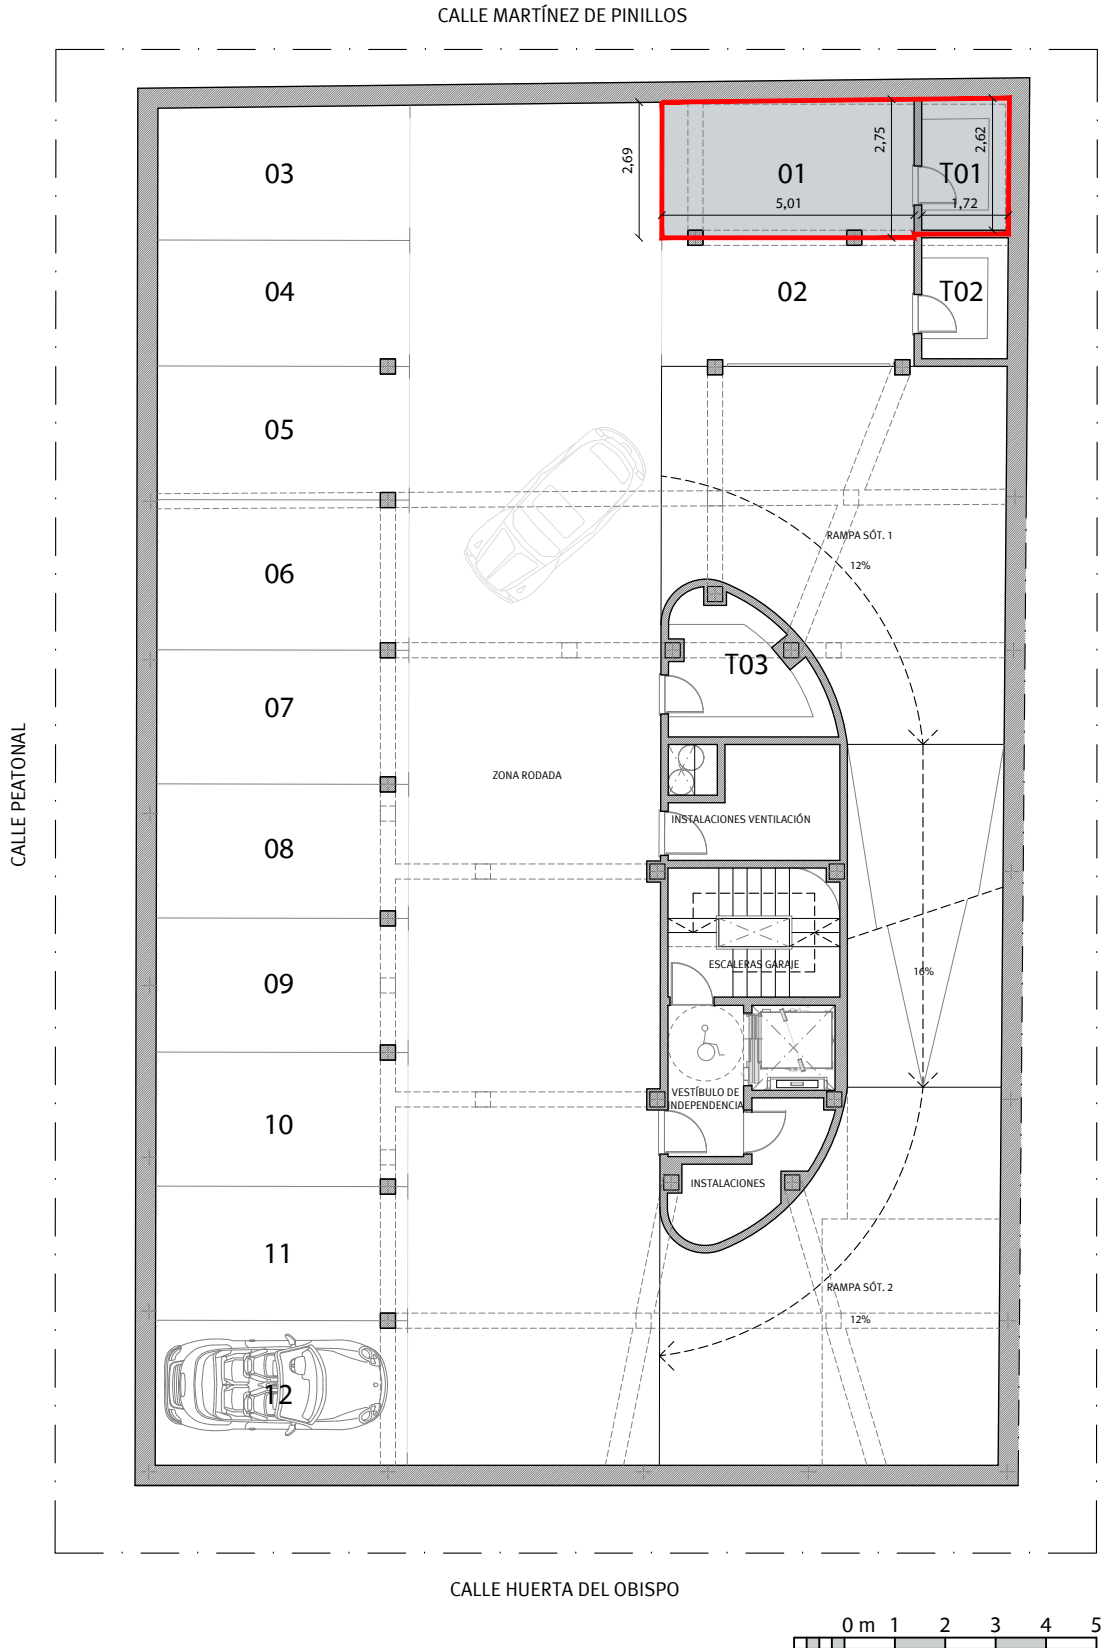 CALLE MARTÍNEZ DE PINILLOS
03
2,69
01
5,01
2,75
T01
1,72
2,62
04
02
T02
05
RAMPA SÓT. 1
12%
06
T03
07
CALLE PEATONAL
ZONA RODADA
INSTALACIONES VENTILACIÓN
08
ESCALERAS GARAJE
16%
09
VESTÍBULO DE
INDEPENDENCIA
10
INSTALACIONES
11
RAMPA SÓT. 2
12%
12
CALLE HUERTA DEL OBISPO
0 m 1 2 3 4 5